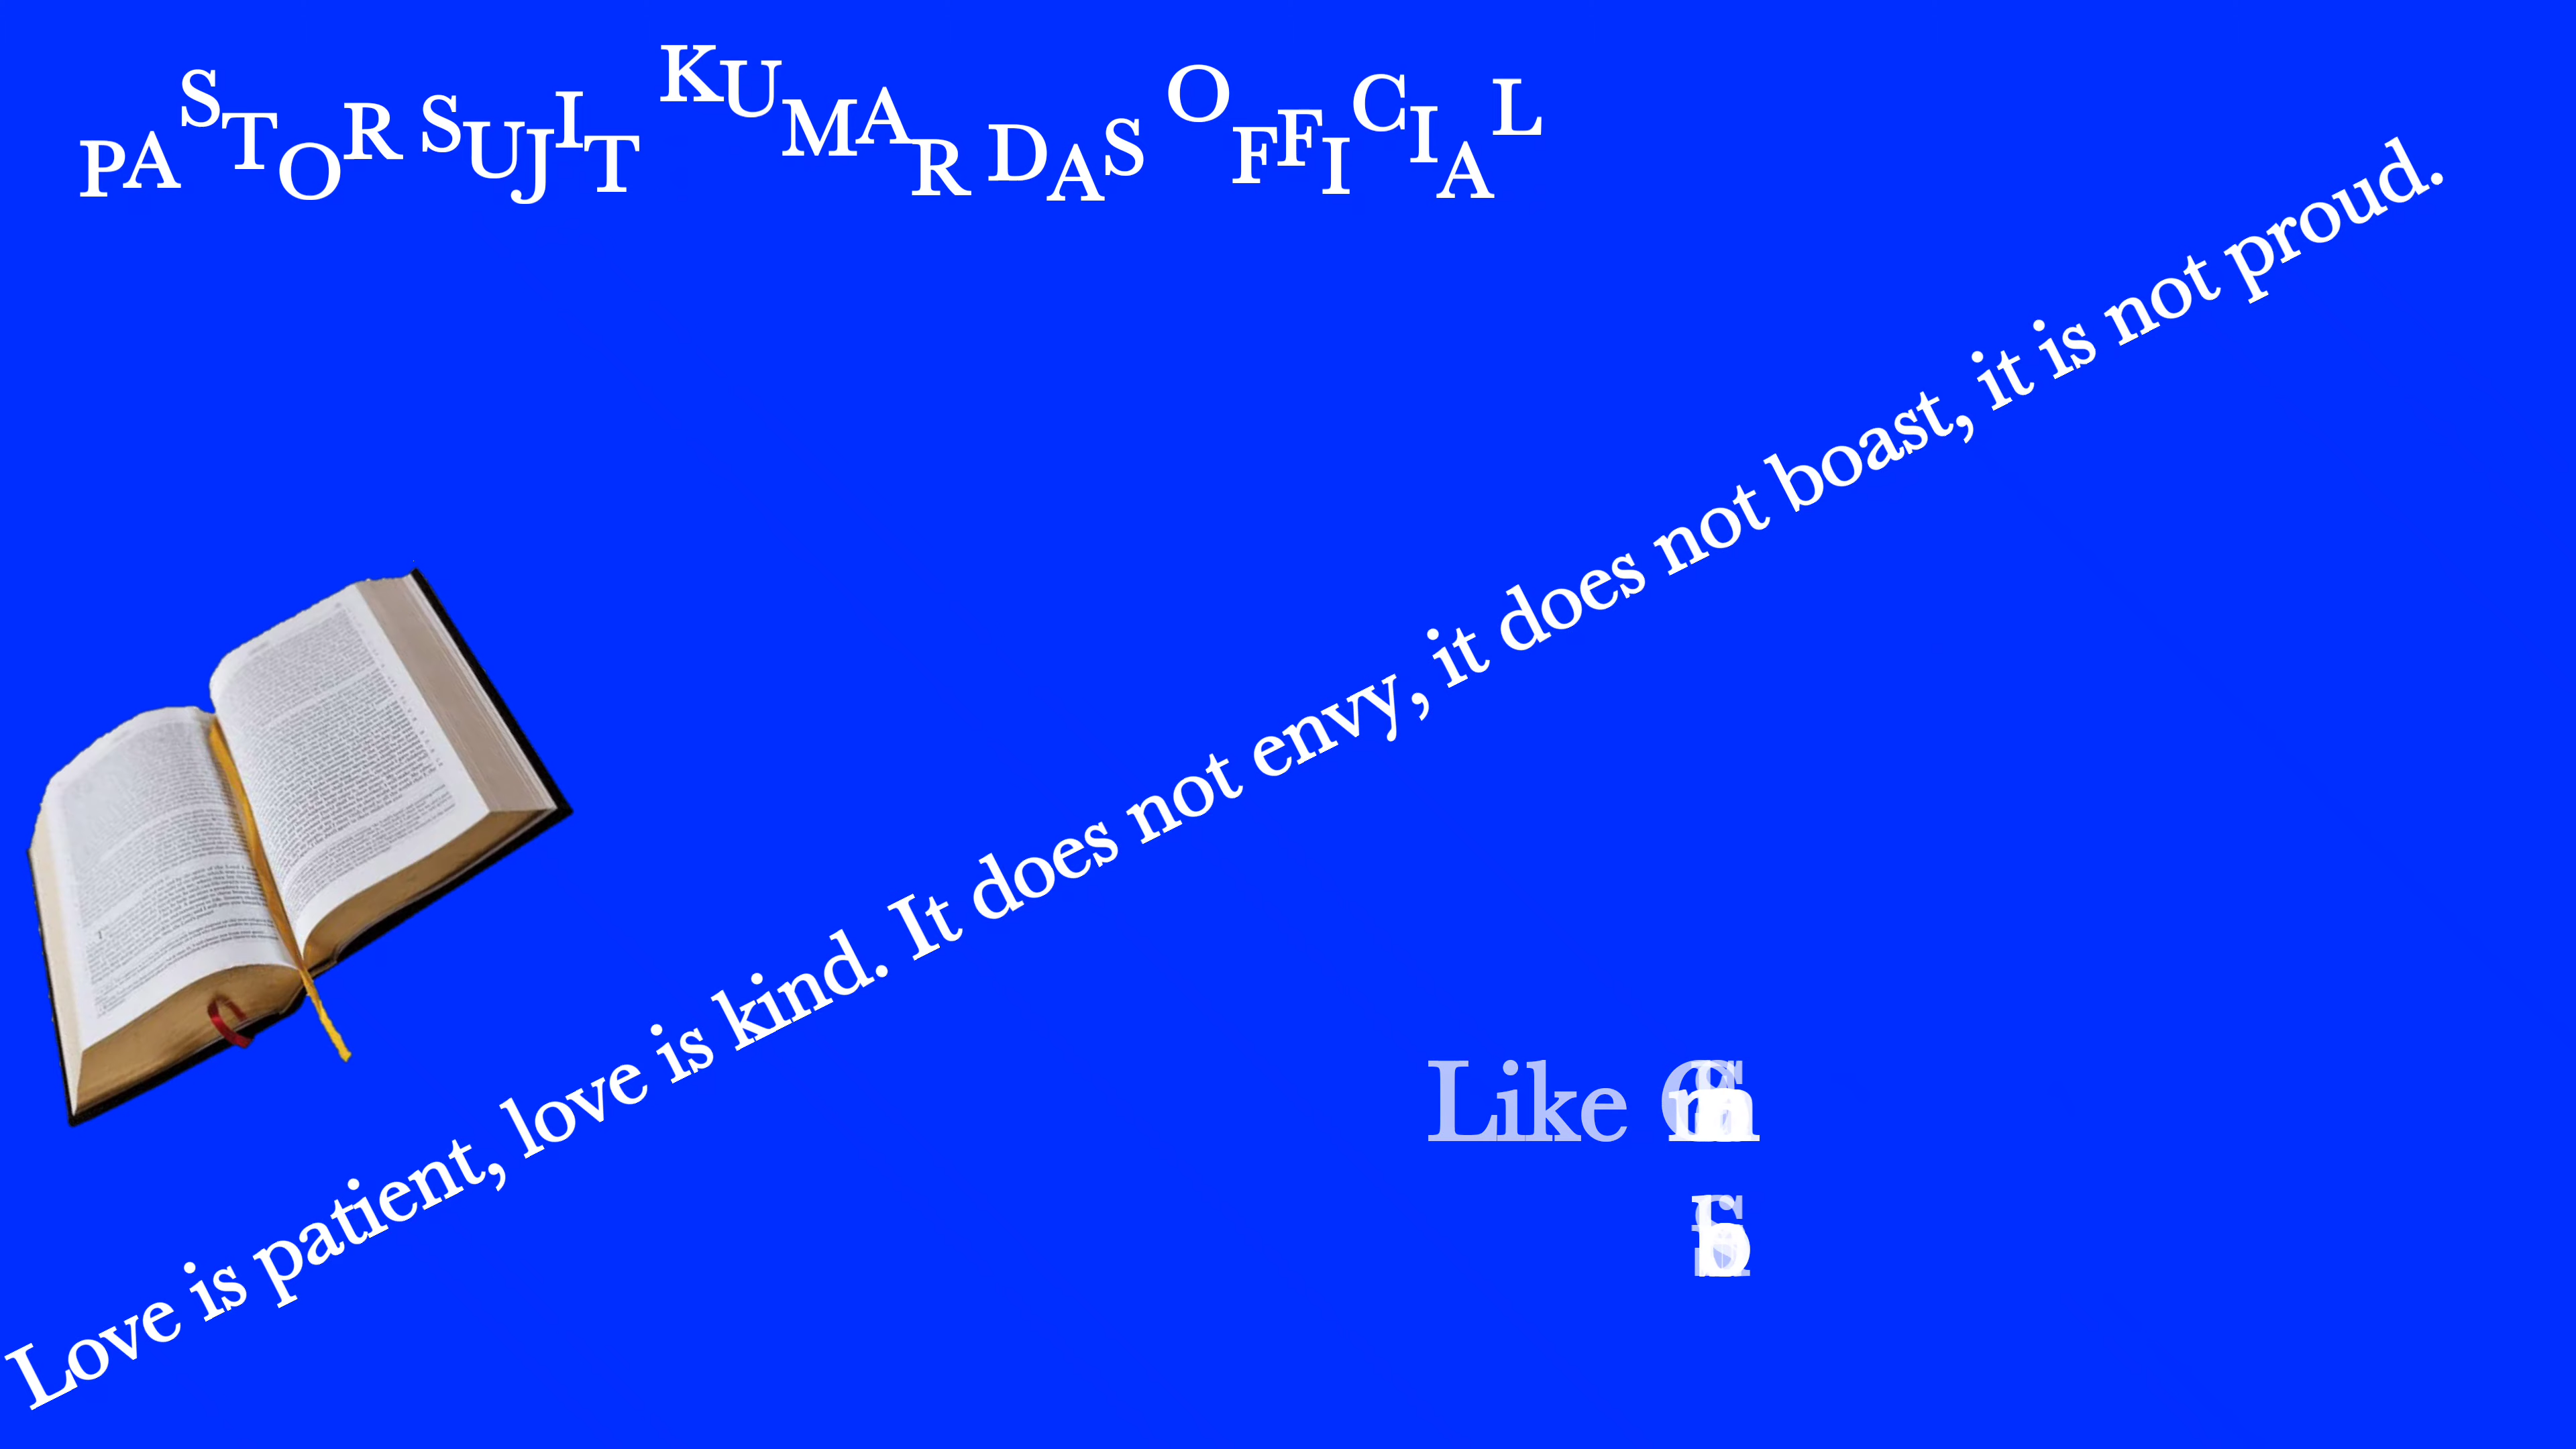 PASTOR SUJIT KUMAR DAS OFFICIAL
Love is patient, love is kind. It does not envy, it does not boast, it is not proud.
Like